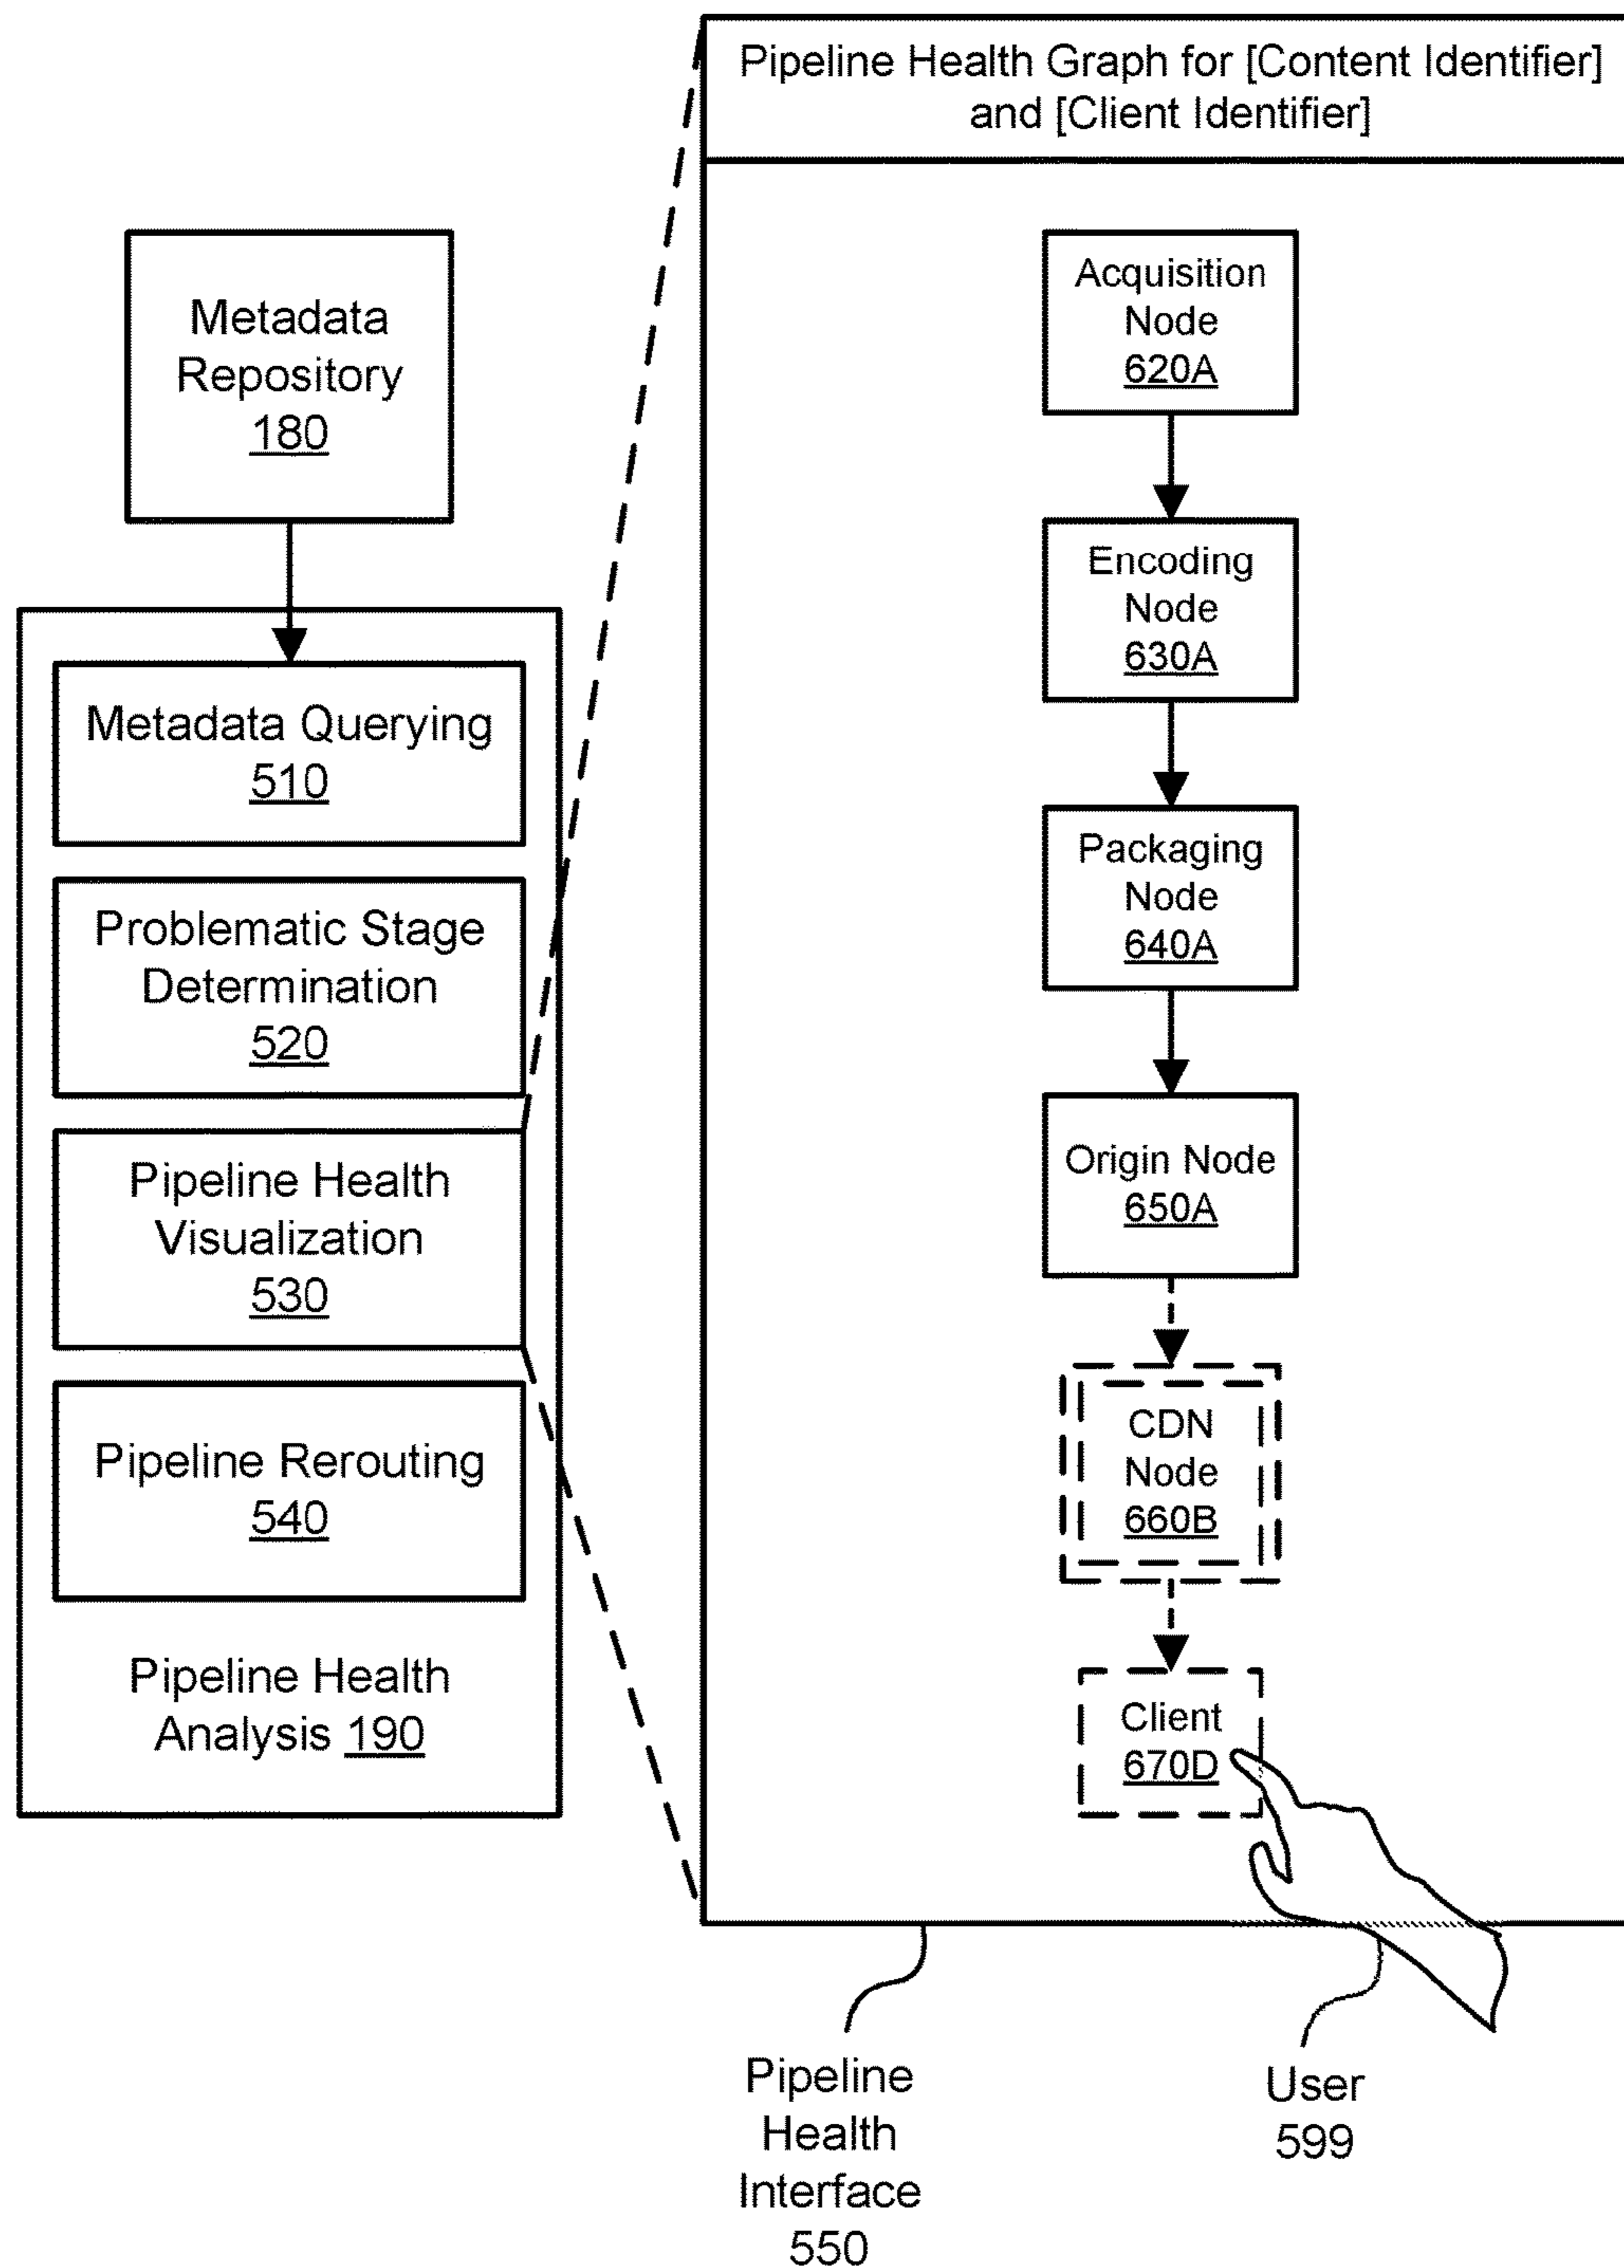 Pipeline Health Graph for [Content Identifier]
and [Client Identifier]
Metadata
Repository
180
Metadata Querying
510
Problematic Stage
Determination
520
Pipeline Health
Visualization
530
Pipeline Rerouting
540
Pipeline Health
Analysis 190
Acquisition
Node
620A
Encoding
Node
630A
Packaging
Node
640A
Origin Node
650A
CDN
Node
660B
Client
670D
Pipeline
Health
Interface
550
User
599